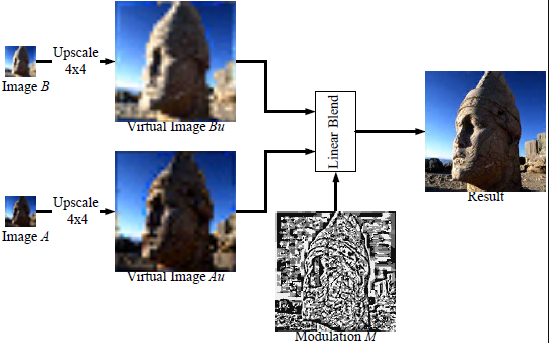 Upscale
4x4
Image B
Virtual Image Bu
Linear Blend
Upscale
4x4
Image A
Virtual Image Au
Result
Modulation M